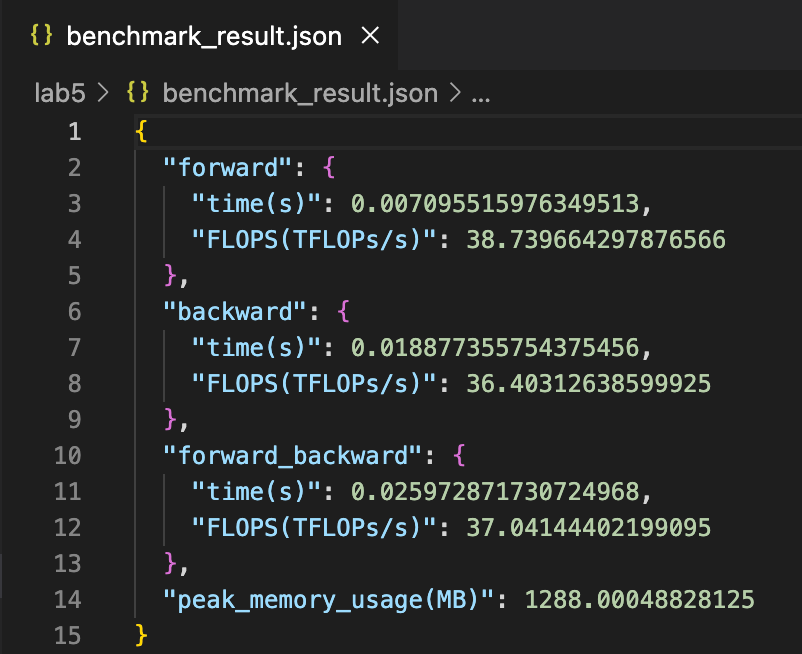 {} benchmark_result.json ×
lab5 > {} benchmark_result.json > ...
1 {
2 "forward": {
3 "time(s)": 0.007095515976349513,
4 "FLOPS(TFLOPs/s)": 38.739664297876566
5 },
6 "backward": {
7 "time(s)": 0.018877355754375456,
8 "FLOPS(TFLOPs/s)": 36.40312638599925
9 },
10 "forward_backward": {
11 "time(s)": 0.025972871730724968,
12 "FLOPS(TFLOPs/s)": 37.04144402199095
13 },
14 "peak_memory_usage(MB)": 1288.00048828125
15 }